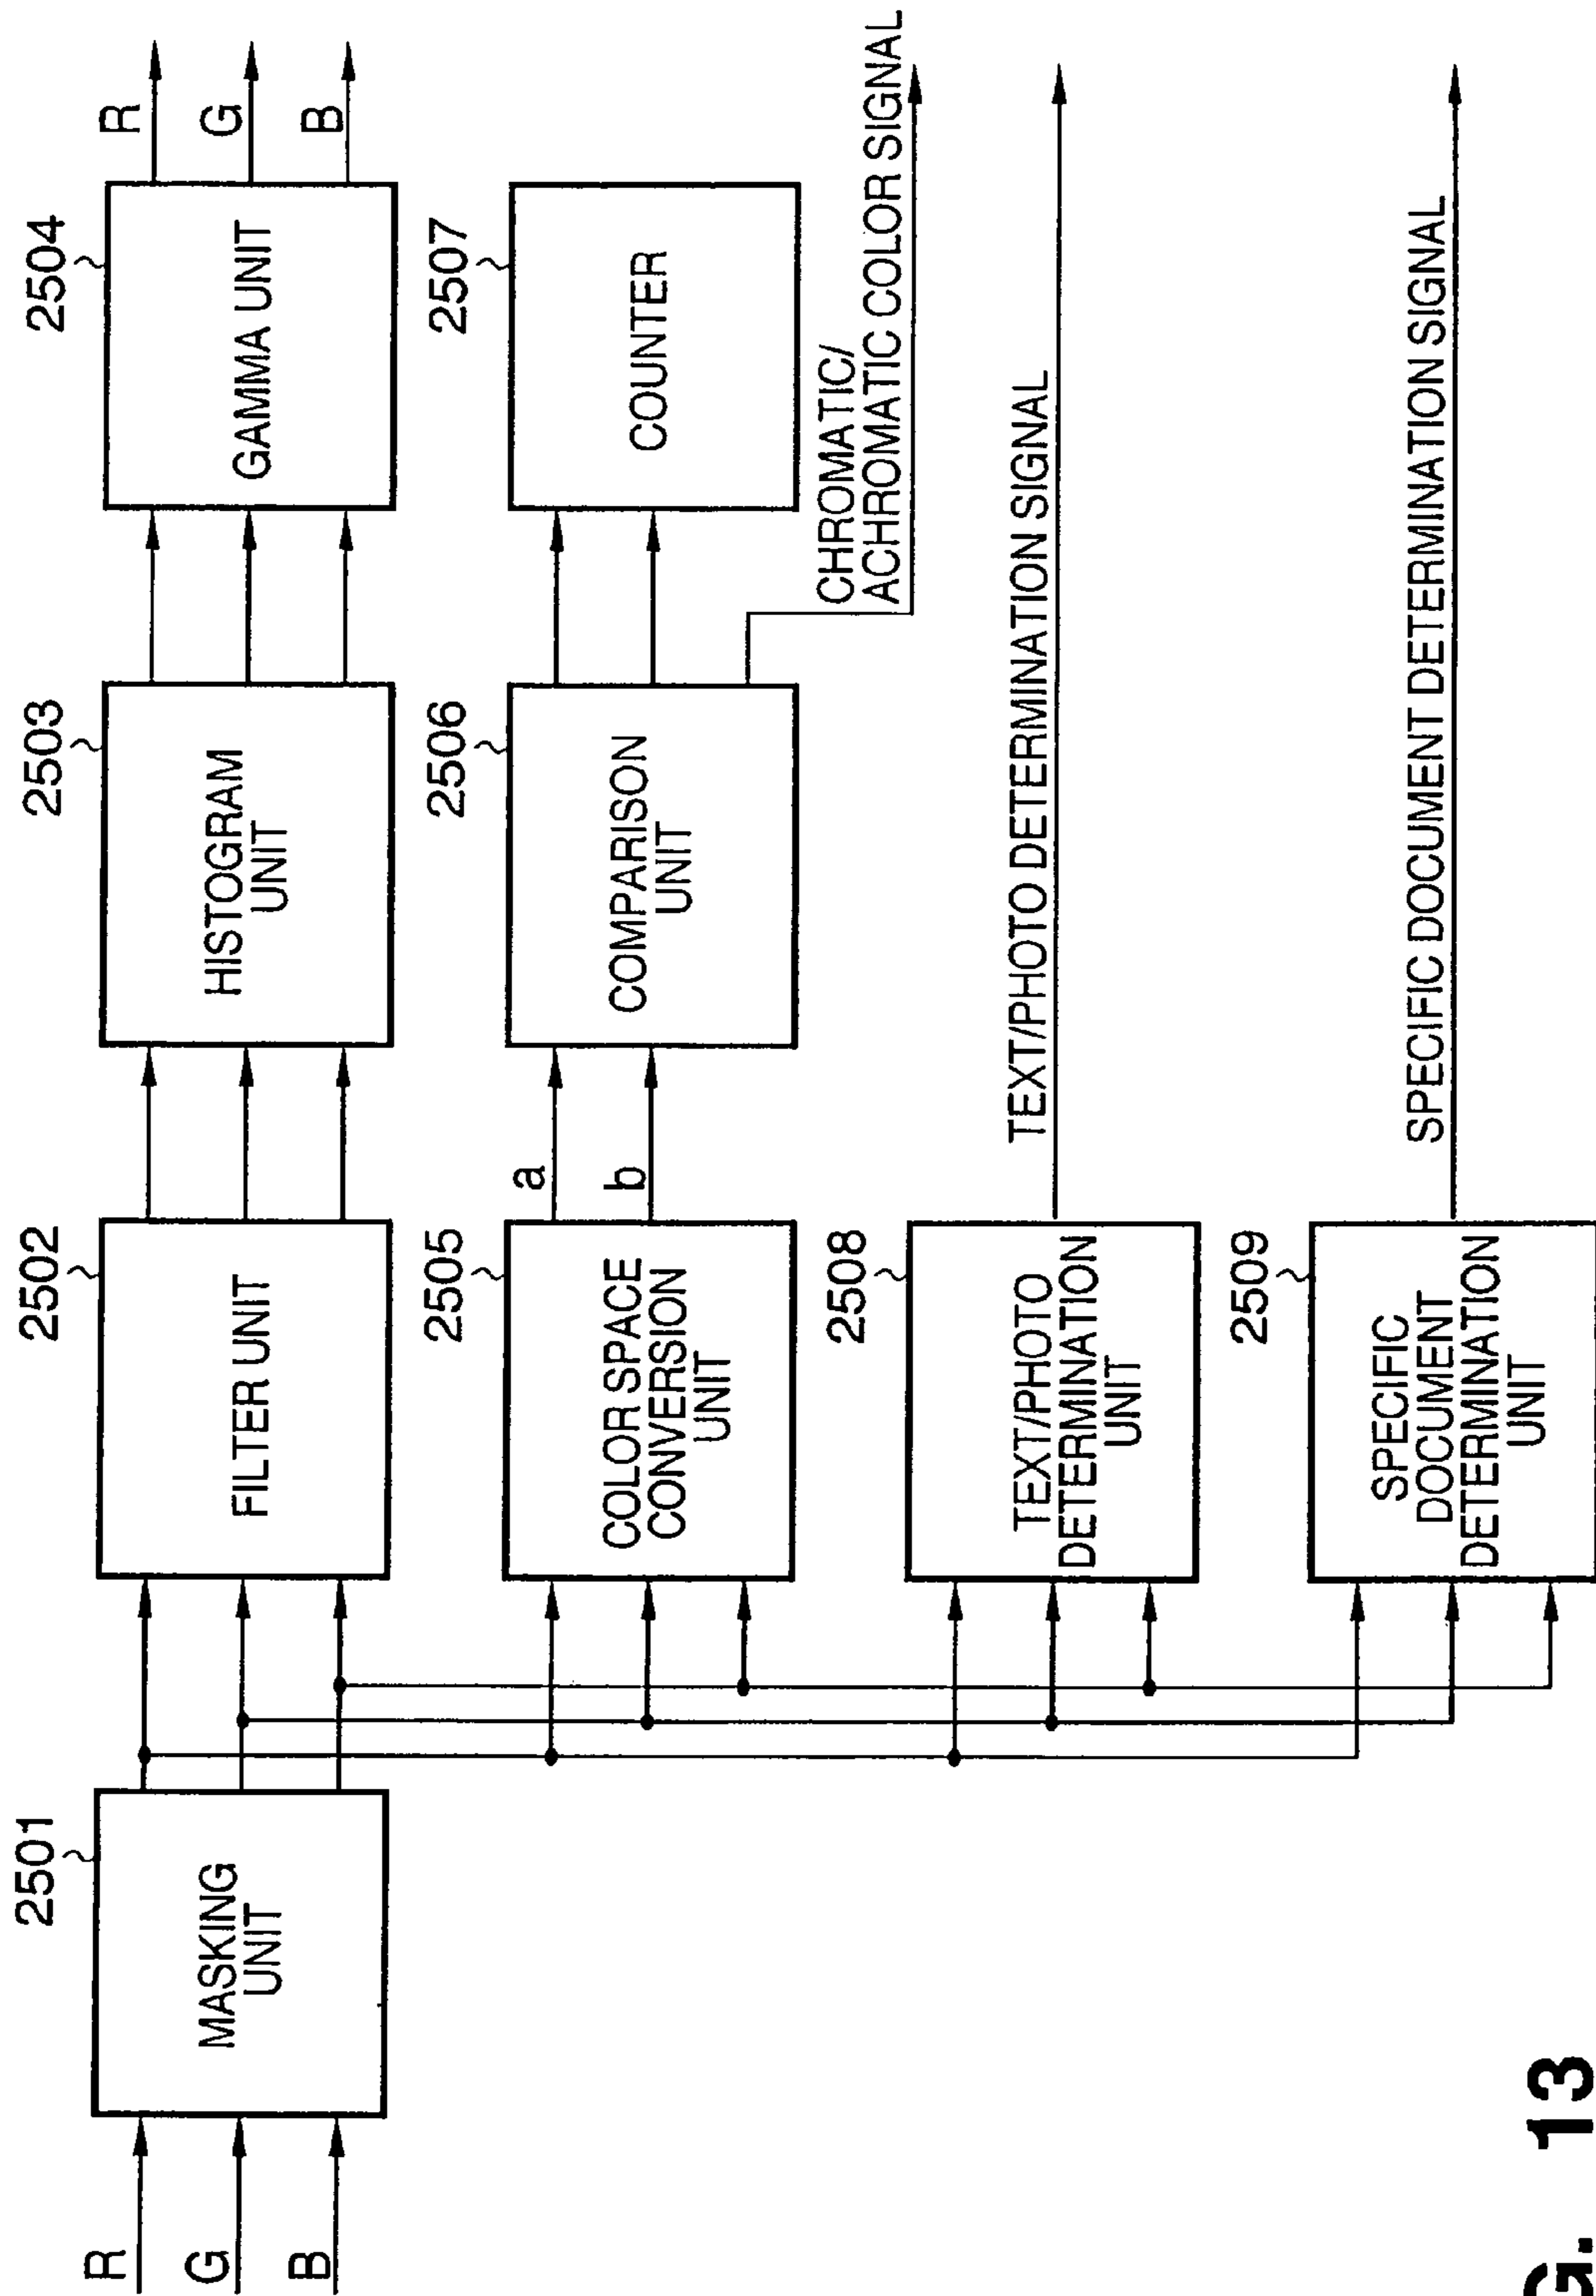 R
G
B
2501
MASKING
UNIT
2502
FILTER UNIT
2503
HISTOGRAM
UNIT
2504
GAMMA UNIT
R
G
B
2505
COLOR SPACE
CONVERSION
UNIT
a
b
2506
COMPARISON
UNIT
2507
COUNTER
CHROMATIC/
ACHROMATIC COLOR SIGNAL
2508
TEXT/PHOTO
DETERMINATION
UNIT
TEXT/PHOTO DETERMINATION SIGNAL
2509
SPECIFIC
DOCUMENT
DETERMINATION
UNIT
SPECIFIC DOCUMENT DETERMINATION SIGNAL
G. 13